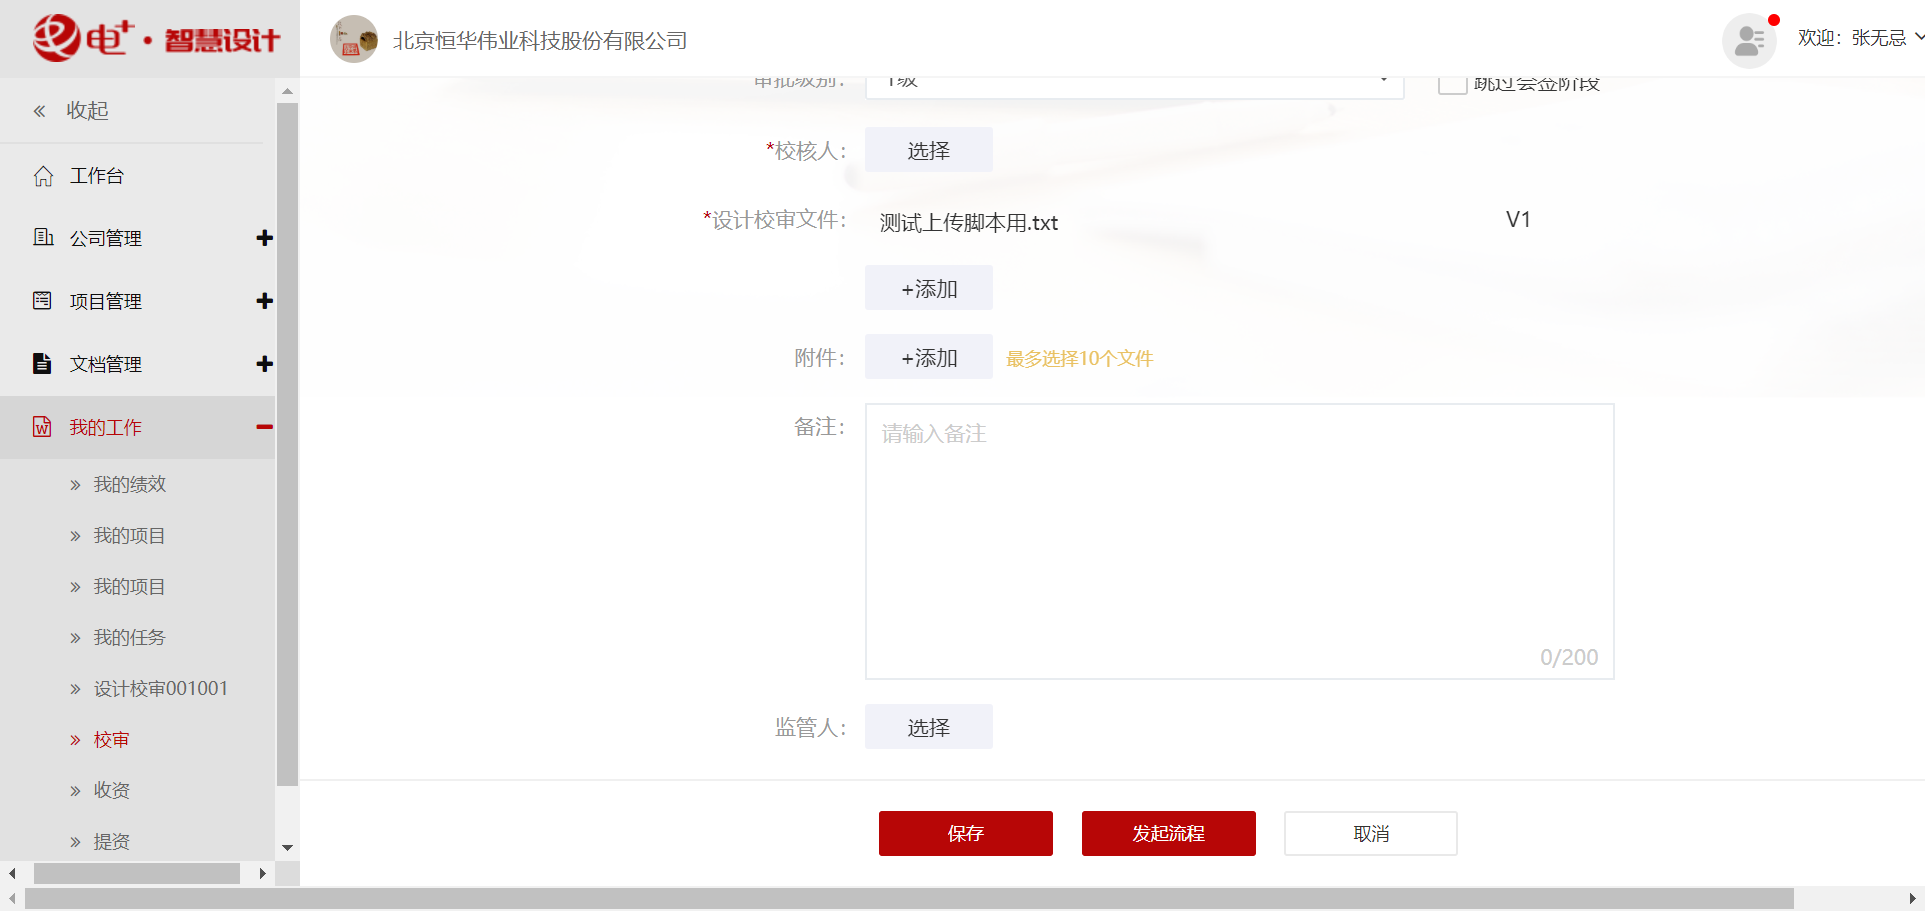 电+·智慧设计
北京恒华伟业科技股份有限公司
欢迎：张无忌
收起
工作台
公司管理
项目管理
文档管理
我的工作
我的绩效
我的项目
我的项目
我的任务
设计校审001001
校审
收资
提资
审批级别：
1级
跳过会签阶段
*校核人：
选择
*设计校审文件：
测试上传脚本用.txt
V1
+添加
附件：
+添加
最多选择10个文件
备注：
请输入备注
0/200
监管人：
选择
保存
发起流程
取消